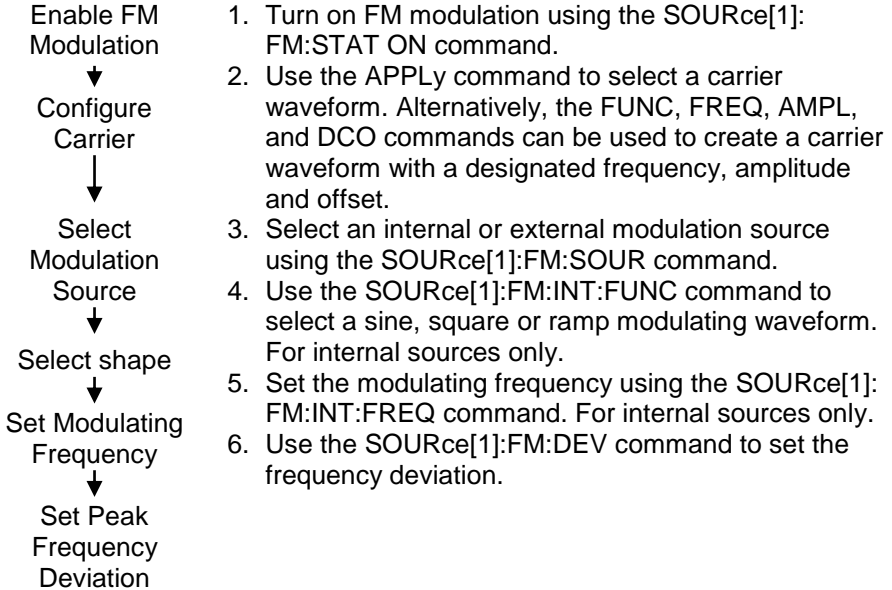 Enable FM
Modulation
Configure
Carrier
Select
Modulation
Source
Select shape
Set Modulating
Frequency
Set Peak
Frequency
Deviation
1. Turn on FM modulation using the SOURce[1]:
FM:STAT ON command.
2. Use the APPLy command to select a carrier
waveform. Alternatively, the FUNC, FREQ, AMPL,
and DCO commands can be used to create a carrier
waveform with a designated frequency, amplitude
and offset.
3. Select an internal or external modulation source
using the SOURce[1]:FM:SOUR command.
4. Use the SOURce[1]:FM:INT:FUNC command to
select a sine, square or ramp modulating waveform.
For internal sources only.
5. Set the modulating frequency using the SOURce[1]:
FM:INT:FREQ command. For internal sources only.
6. Use the SOURce[1]:FM:DEV command to set the
frequency deviation.